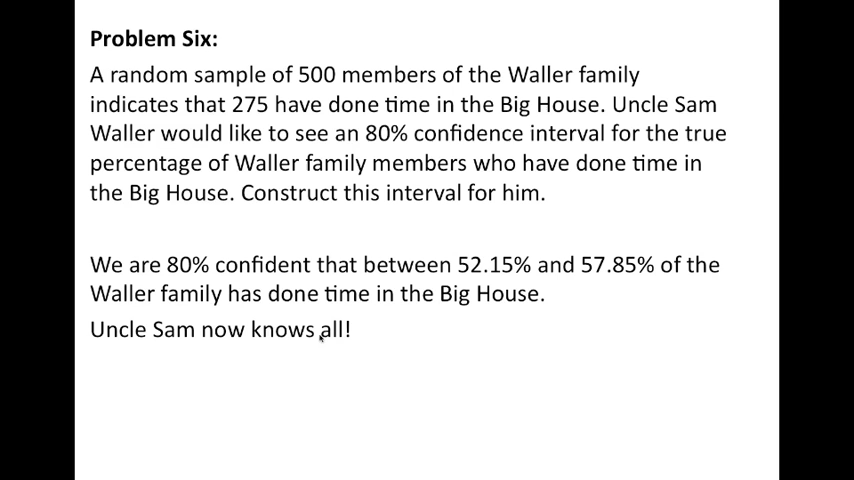 Problem Six:
A random sample of 500 members of the Waller family
indicates that 275 have done time in the Big House. Uncle Sam
Waller would like to see an 80% confidence interval for the true
percentage of Waller family members who have done time in
the Big House. Construct this interval for him.
We are 80% confident that between 52.15% and 57.85% of the
Waller family has done time in the Big House.
Uncle Sam now knows all!